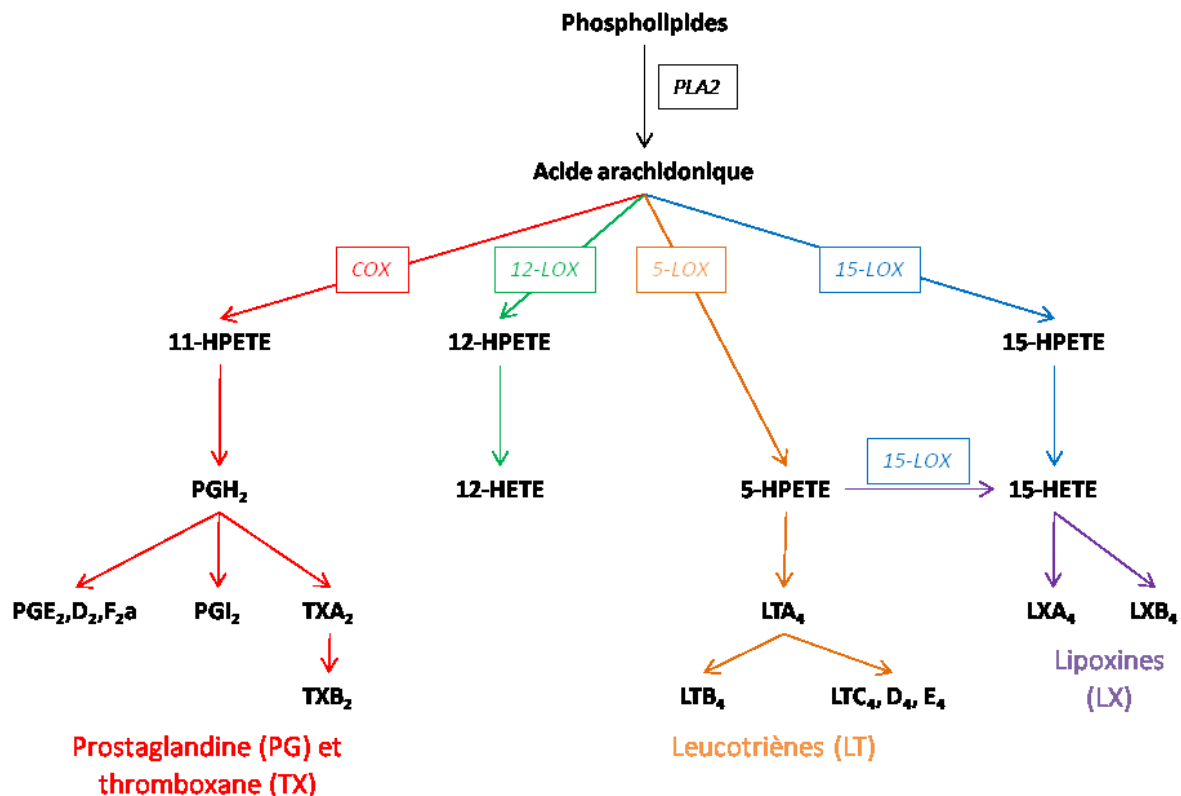 Phospholipides
PLA2
Acide arachidonique
COX
12-LOX
5-LOX
15-LOX
11-HPETE
12-HPETE
15-HPETE
15-LOX
PGH₂
12-HETE
5-HPETE
15-HETE
PGE₂,D₂,F₂a
PGI₂
TXA₂
LTA₄
LXA₄
LXB₄
Lipoxines
(LX)
TXB₂
LTB₄
LTC₄, D₄, E₄
Prostaglandine (PG) et
thromboxane (TX)
Leucotriènes (LT)